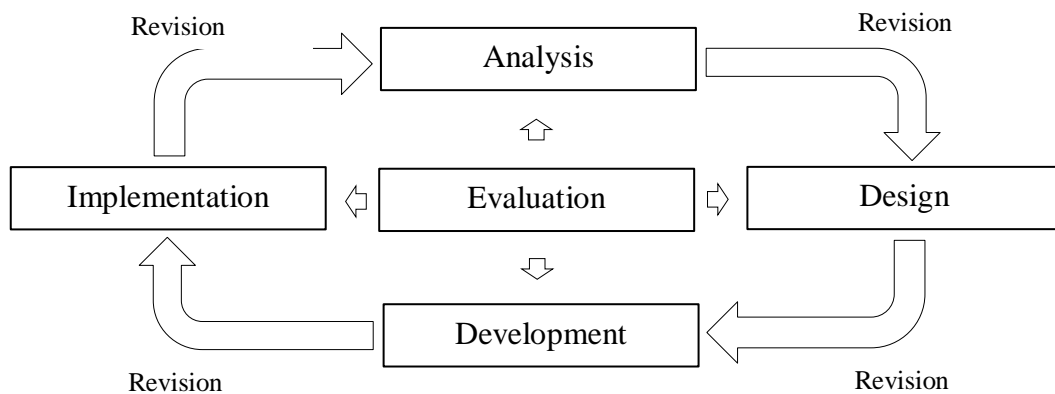 Revision
Revision
Analysis
Implementation
Evaluation
Design
Development
Revision
Revision